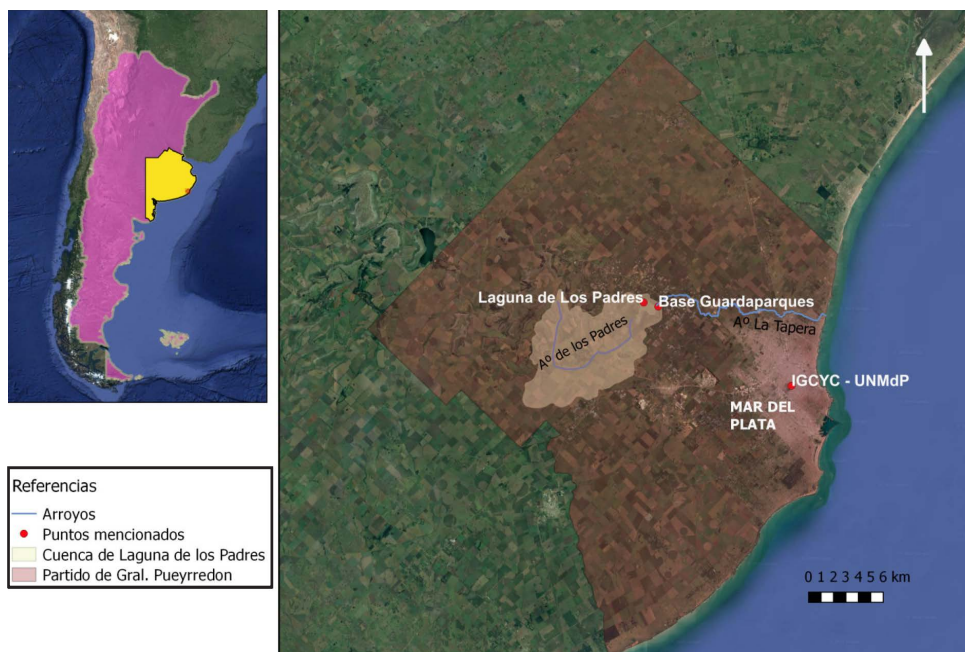 Laguna de Los Padres
Base Guardaparques
Aº La Tapera
Aº de los Padres
IGCYC - UNMdP
MAR DEL
PLATA
Referencias
Arroyos
Puntos mencionados
Cuenca de Laguna de los Padres
Partido de Gral. Pueyrredon
0 1 2 3 4 5 6 km